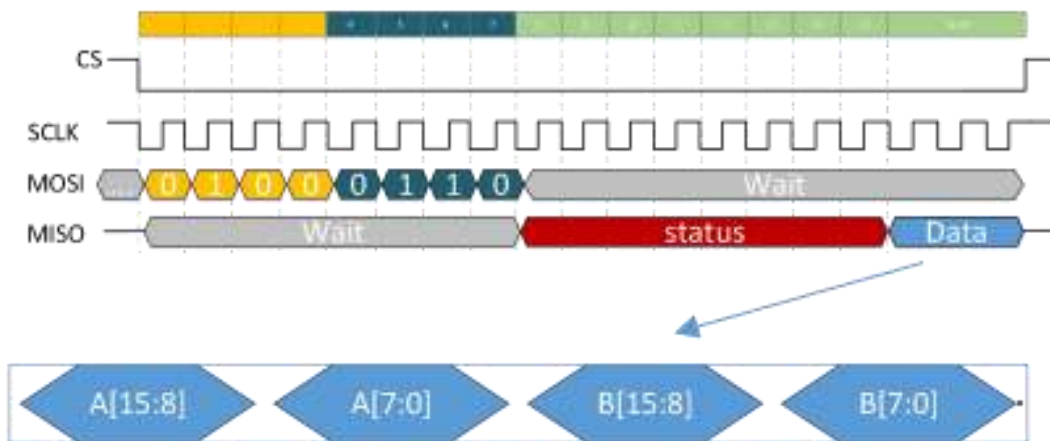 CS
SCLK
MOSI ... 0 1 0 0 0 1 1 0 Wait
MISO Wait status Data
A[15:8] A[7:0] B[15:8] B[7:0]